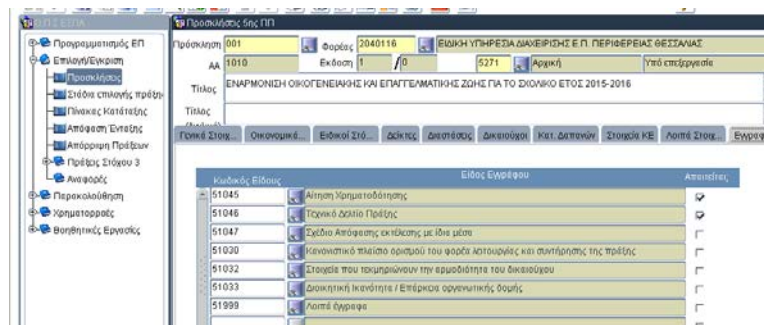 Ο.Π.Σ ΕΣΠΑ
Προγραμματισμός ΕΠ
Επιλογή/Έγκριση
Προσκλήσεις
Στάδια επιλογής πράξη
Πίνακας Κατάταξης
Απόφαση Ένταξης
Απόρριψη Πράξεων
Πράξεις Στόχου 3
Αναφορές
Παρακολούθηση
Χρηματορροές
Βοηθητικές Εργασίες
Προσκλήσεις 5ης ΠΠ
Πρόσκληση 001 Φορέας 2040116 ΕΙΔΙΚΗ ΥΠΗΡΕΣΙΑ ΔΙΑΧΕΙΡΙΣΗΣ Ε.Π. ΠΕΡΙΦΕΡΕΙΑΣ ΘΕΣΣΑΛΙΑΣ
ΑΑ 1010 Έκδοση 1 /0 5271 Αρχική Υπό επεξεργασία
Τίτλος ΕΝΑΡΜΟΝΙΣΗ ΟΙΚΟΓΕΝΕΙΑΚΗΣ ΚΑΙ ΕΠΑΓΓΕΛΜΑΤΙΚΗΣ ΖΩΗΣ ΓΙΑ ΤΟ ΣΧΟΛΙΚΟ ΕΤΟΣ 2015-2016
Τίτλος
Γενικά Στοιχ... Οικονομικά... Ειδικοί Στό... Δείκτες Διαστάσεις Δικαιούχοι Κατ. Δαπανών Στοιχεία ΚΕ Λοιπά Στοιχ... Εγγραφ
Κωδικός Είδους Είδος Εγγράφου Απαιτείται;
51045 Αίτηση Χρηματοδότησης
51046 Τεχνικό Δελτίο Πράξης
51047 Σχέδιο Απόφασης εκτέλεσης με ίδια μέσα
51030 Κανονιστικό πλαίσιο ορισμού του φορέα λειτουργίας και συντήρησης της πράξης
51032 Στοιχεία που τεκμηριώνουν την αρμοδιότητα του δικαιούχου
51033 Διοικητική Ικανότητα / Επάρκεια οργανωτικής δομής
51999 Λοιπά έγγραφα